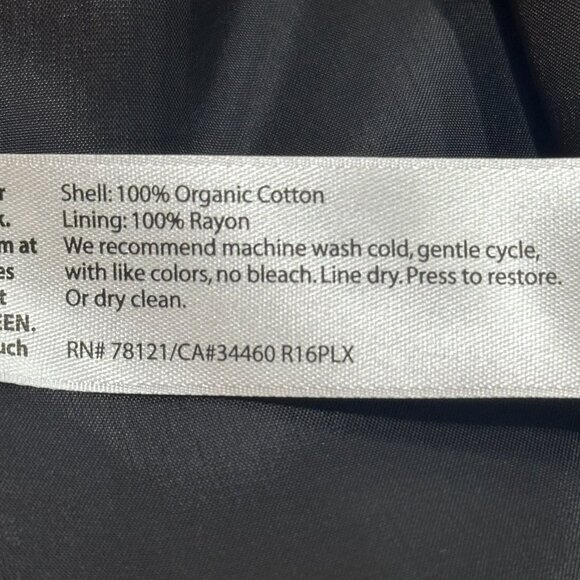 Shell: 100% Organic Cotton
Lining: 100% Rayon
We recommend machine wash cold, gentle cycle,
with like colors, no bleach. Line dry. Press to restore.
Or dry clean.
RN# 78121/CA#34460 R16PLX
at